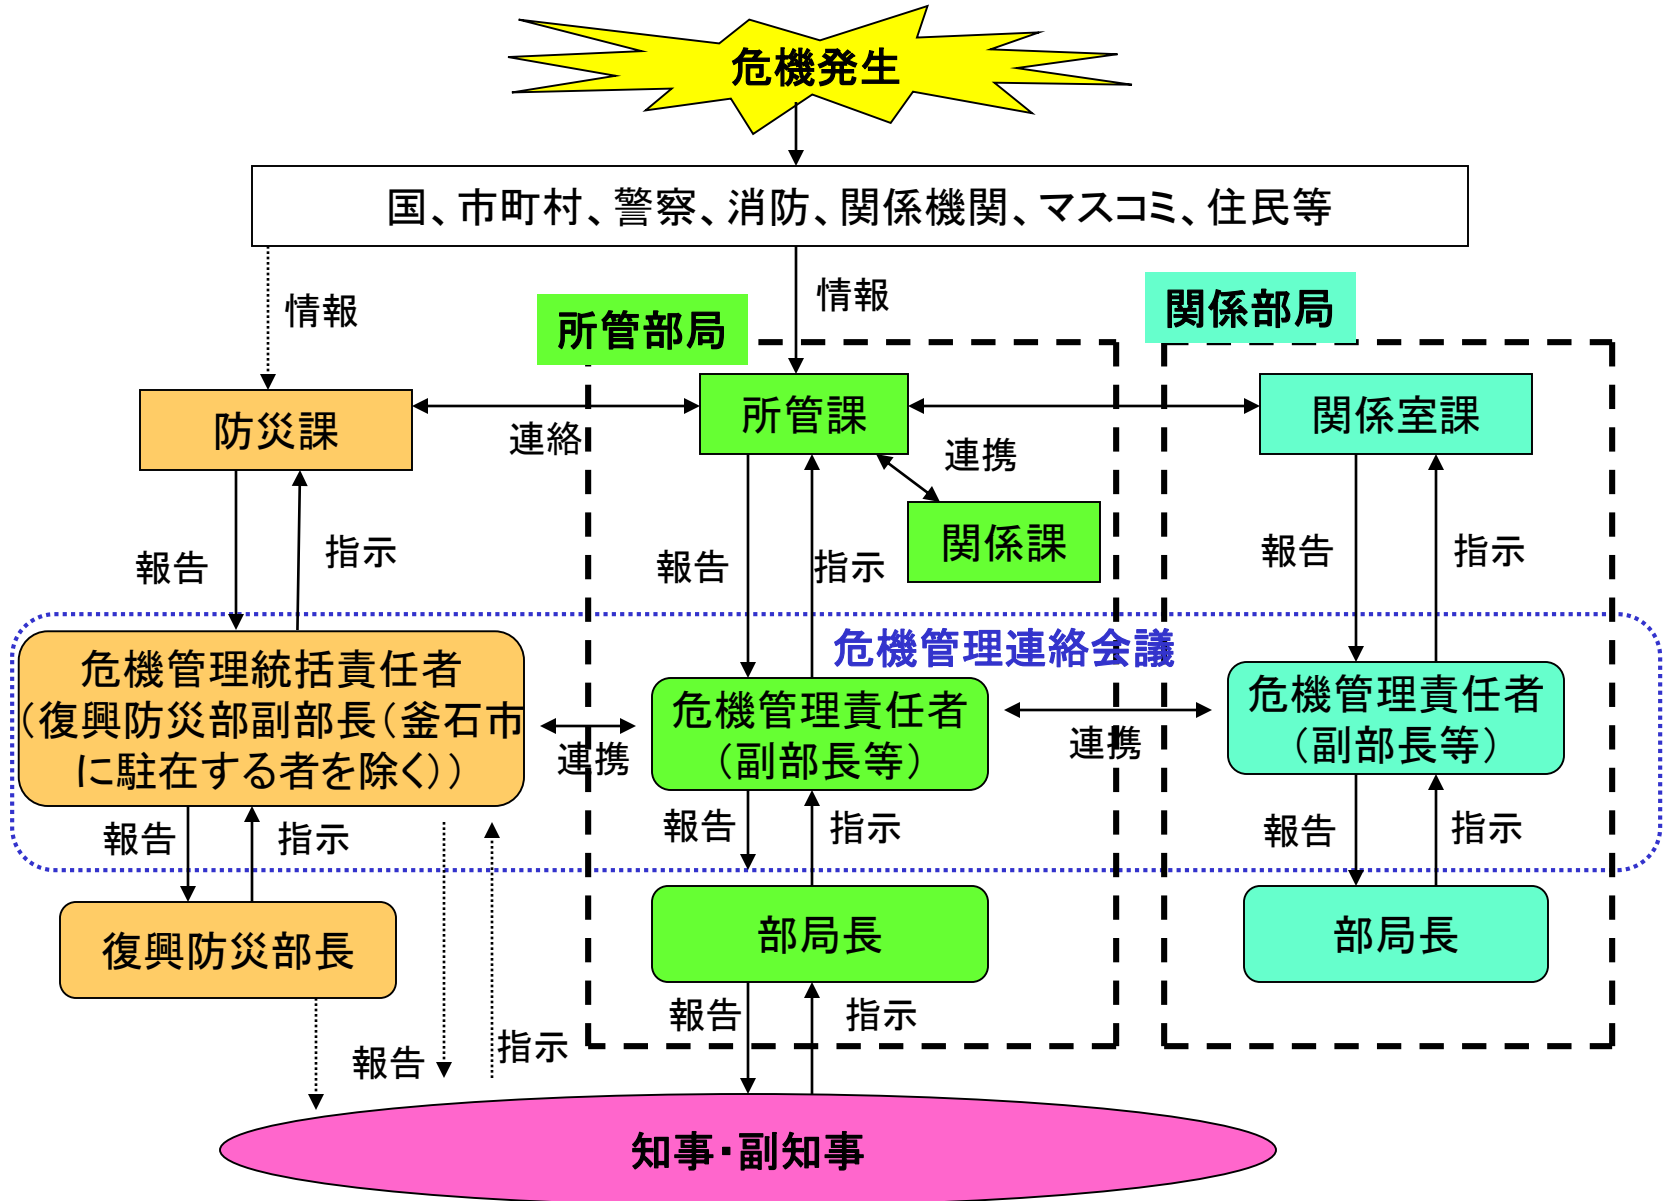 危機発生
国、市町村、警察、消防、関係機関、マスコミ、住民等
情報
情報
所管部局
関係部局
防災課
連絡
所管課
連携
関係室課
関係課
報告
指示
報告
指示
報告
指示
危機管理連絡会議
危機管理統括責任者
（復興防災部副部長（釜石市
に駐在する者を除く））
連携
危機管理責任者
（副部長等）
連携
危機管理責任者
（副部長等）
報告
指示
報告
指示
報告
指示
復興防災部長
部局長
部局長
報告
指示
報告
指示
知事・副知事